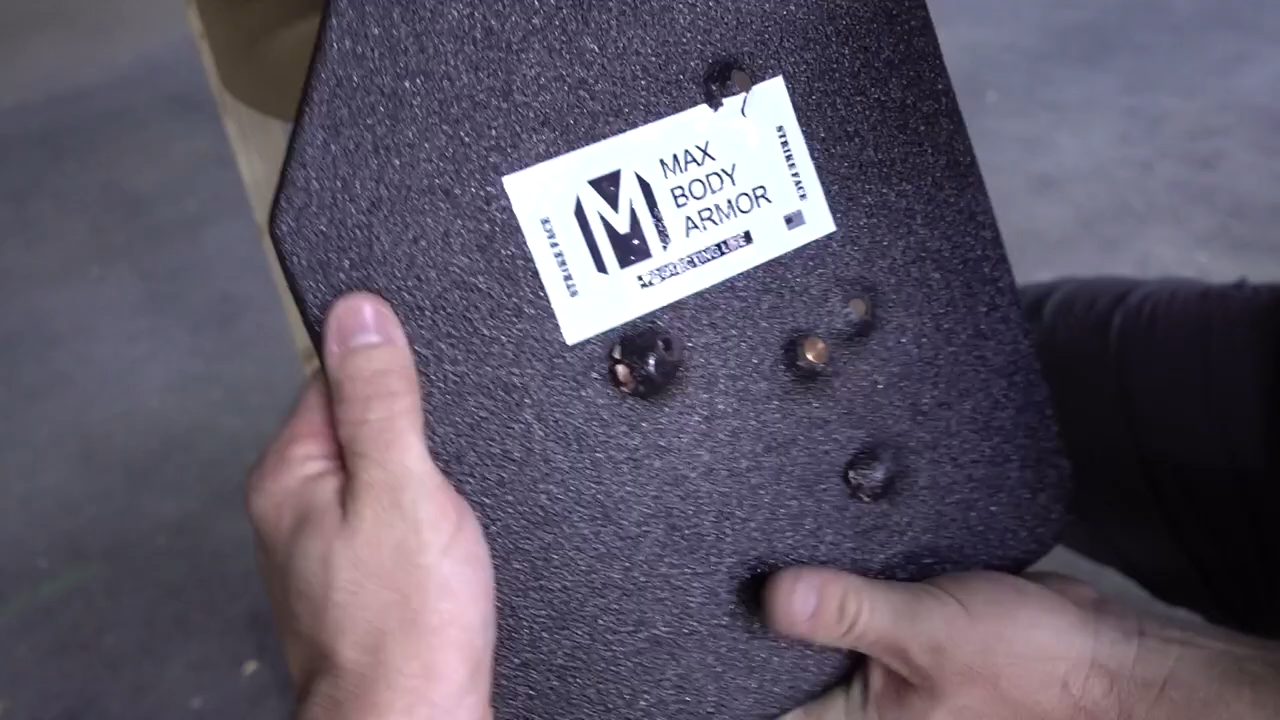 MAX
BODY
ARMOR
STRIKE FACE
STRIKE FACE